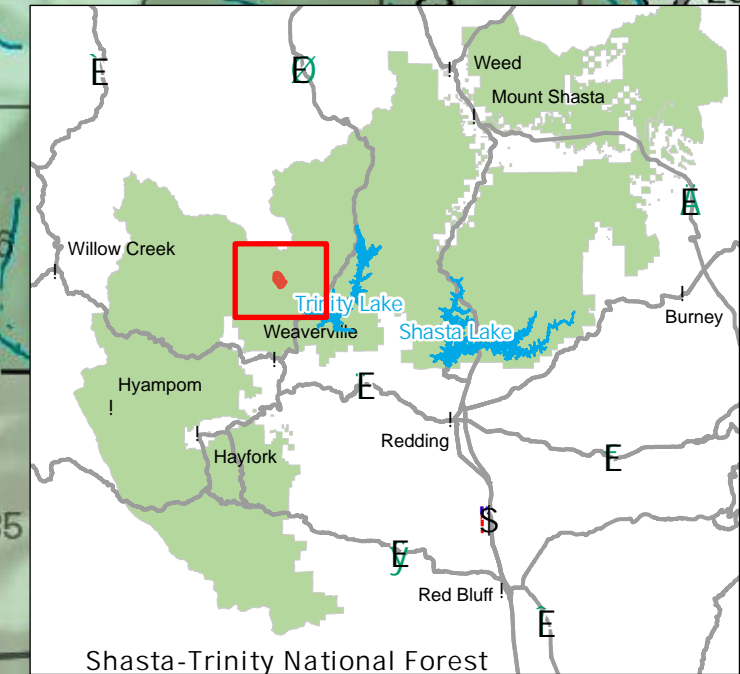 Weed
Mount Shasta
Willow Creek
Trinity Lake
Weaverville
Shasta Lake
Burney
Hyampom
Redding
Hayfork
Red Bluff
Shasta-Trinity National Forest